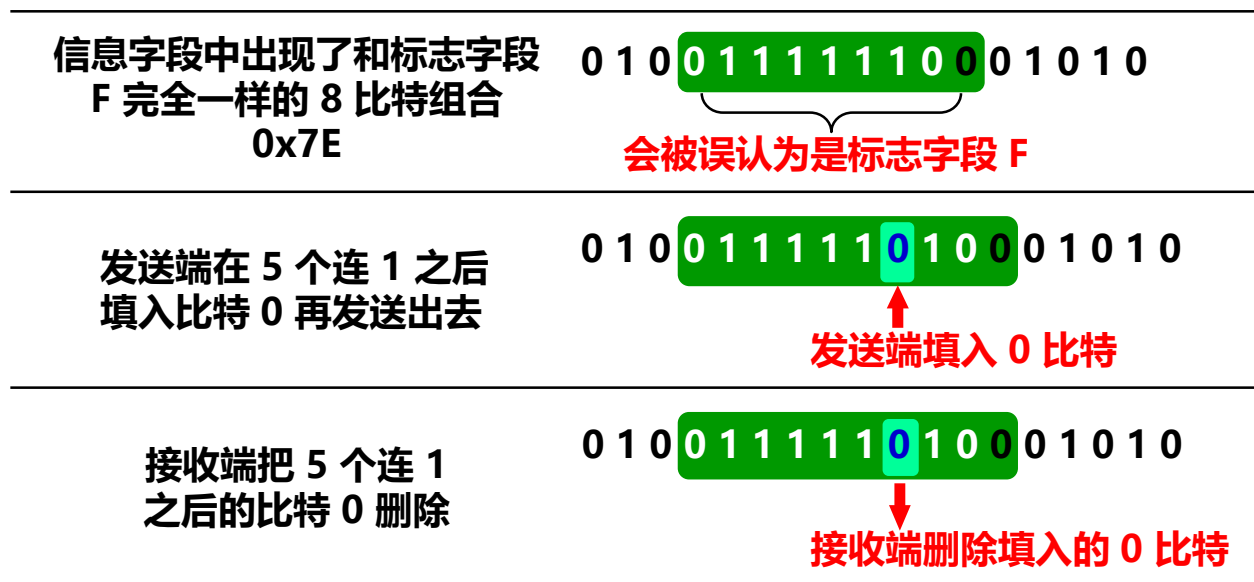 信息字段中出现了和标志字段
F 完全一样的 8 比特组合
0x7E
0 1 0 0 1 1 1 1 1 1 0 0 0 1 0 1 0
会被误认为是标志字段 F
发送端在 5 个连 1 之后
填入比特 0 再发送出去
0 1 0 0 1 1 1 1 1 0 1 0 0 0 1 0 1 0
发送端填入 0 比特
接收端把 5 个连 1
之后的比特 0 删除
0 1 0 0 1 1 1 1 1 0 1 0 0 0 1 0 1 0
接收端删除填入的 0 比特